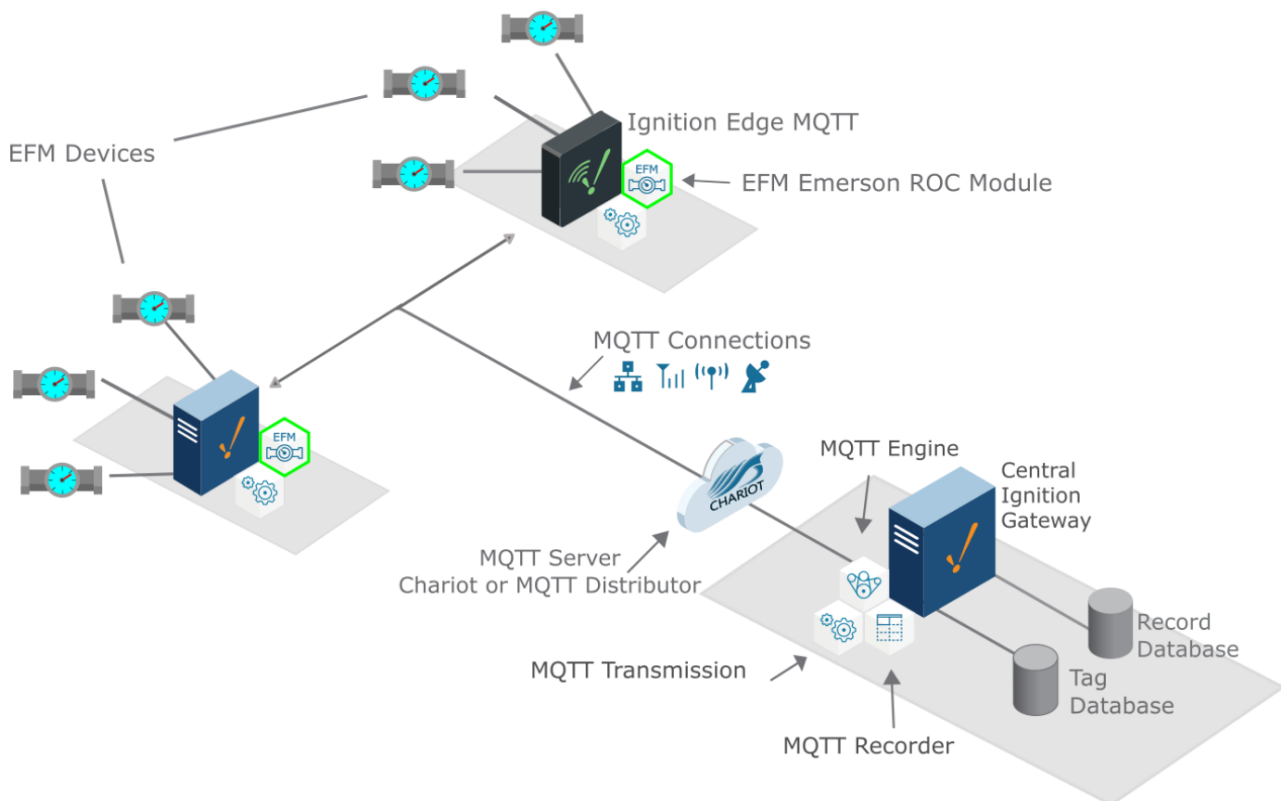 Ignition Edge MQTT
EFM Devices
EFM
EFM Emerson ROC Module
MQTT Connections
EFM
MQTT Engine
Central
Ignition
Gateway
CHARIOT
MQTT Server
Chariot or MQTT Distributor
Record
Database
MQTT Transmission
Tag
Database
MQTT Recorder